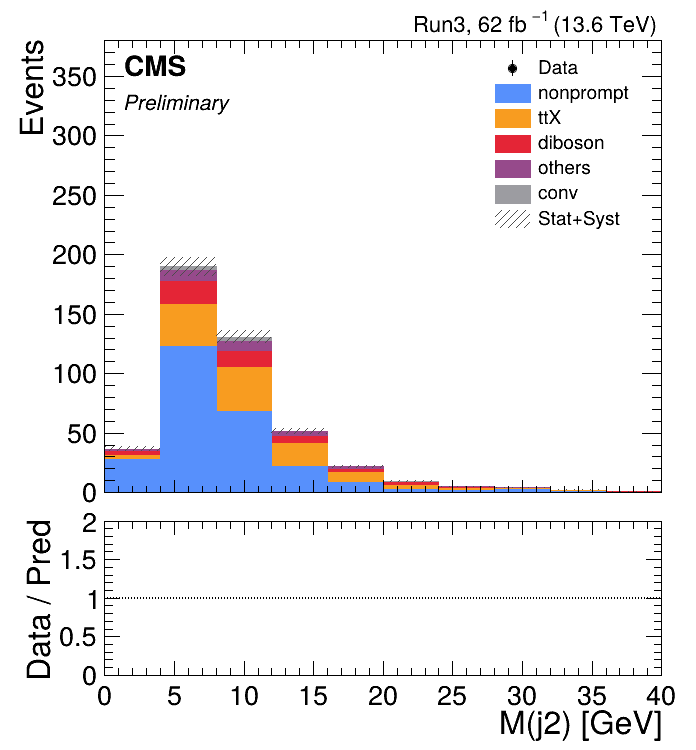 Run3, 62 fb⁻¹ (13.6 TeV)
Events
CMS
Preliminary
Data
nonprompt
ttX
diboson
others
conv
Stat+Syst
350
300
250
200
150
100
50
0
Data / Pred
2
1.5
1
0.5
0
0 5 10 15 20 25 30 35 40
M(j2) [GeV]